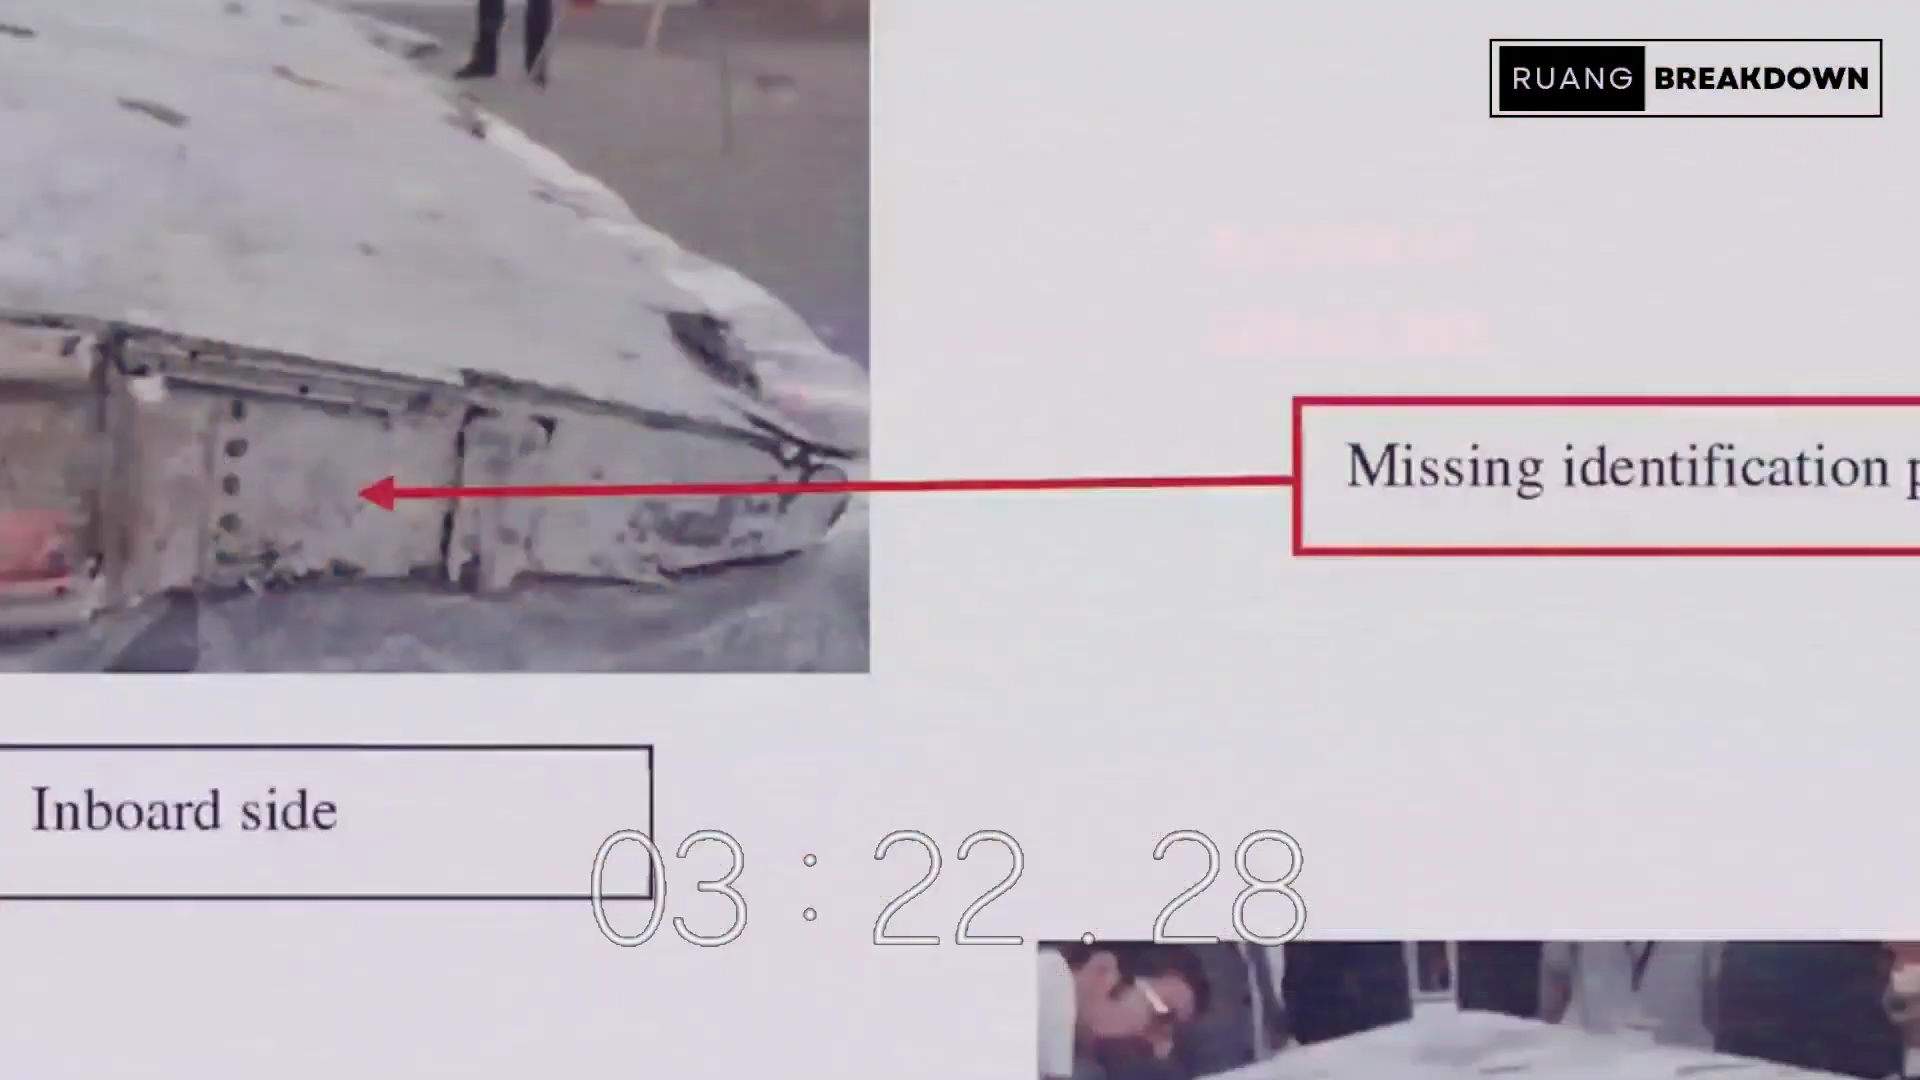 RUANG BREAKDOWN
Missing identification
Inboard side
03 : 22 . 28